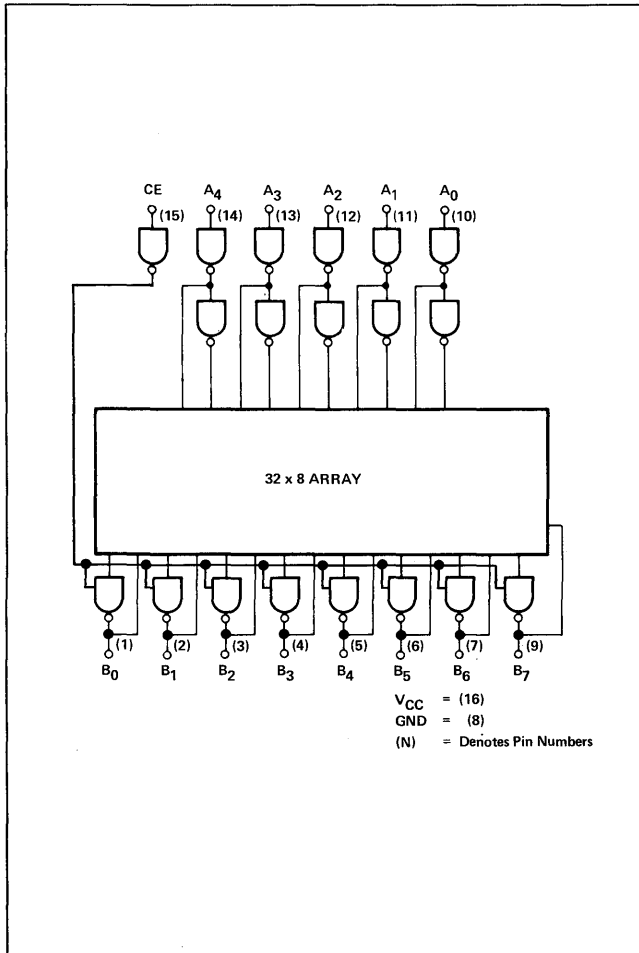 CE A₄ A₃ A₂ A₁ A₀
(15) (14) (13) (12) (11) (10)
32 x 8 ARRAY
(1) (2) (3) (4) (5) (6) (7) (9)
B₀ B₁ B₂ B₃ B₄ B₅ B₆ B₇
V_CC = (16)
GND = (8)
(N) = Denotes Pin Numbers